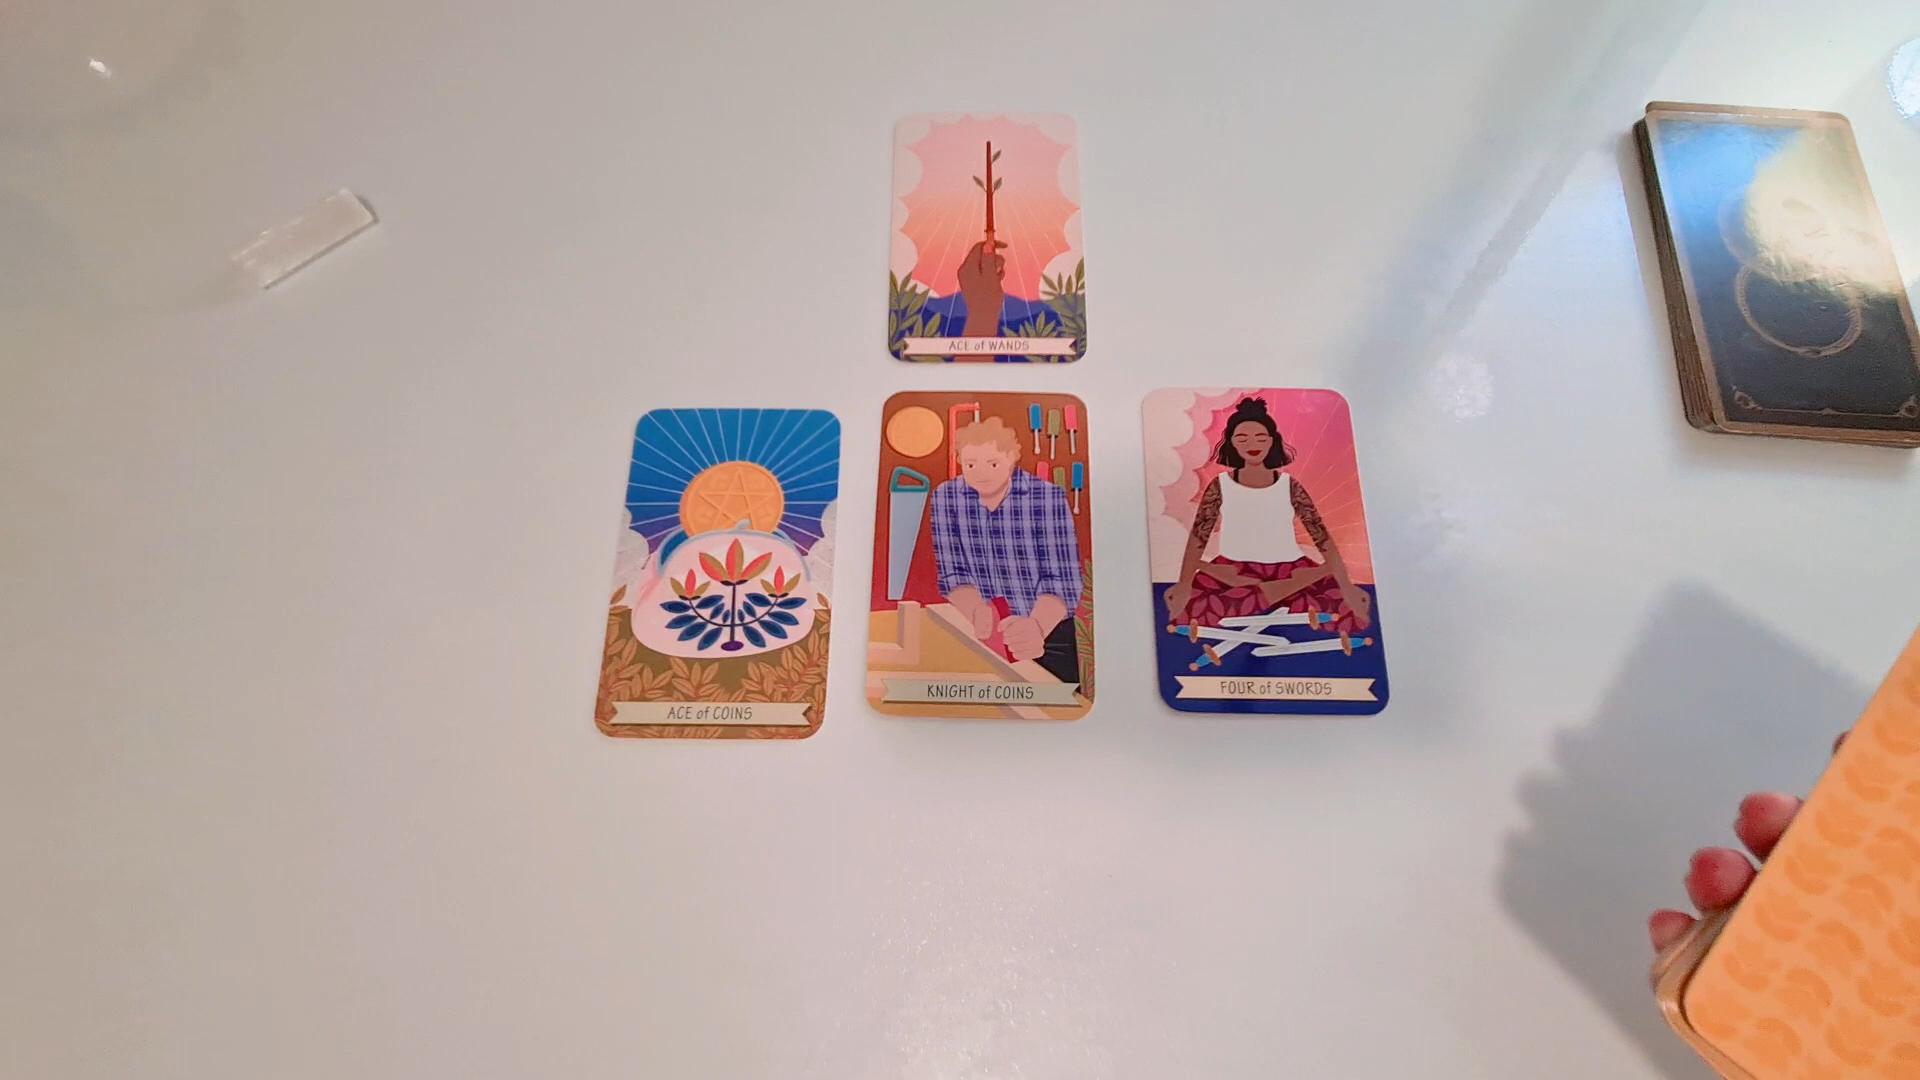 ACE of WANDS
ACE of COINS
KNIGHT of COINS
FOUR of SWORDS